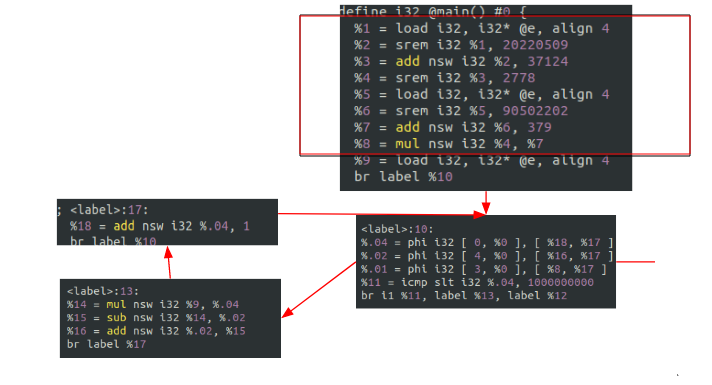 define i32 @main() #0 {
%1 = load i32, i32* @e, align 4
%2 = srem i32 %1, 20220509
%3 = add nsw i32 %2, 37124
%4 = srem i32 %3, 2778
%5 = load i32, i32* @e, align 4
%6 = srem i32 %5, 90502202
%7 = add nsw i32 %6, 379
%8 = mul nsw i32 %4, %7
%9 = load i32, i32* @e, align 4
br label %10
; <label>:17:
%18 = add nsw i32 %.04, 1
br label %10
<label>:10:
%.04 = phi i32 [ 0, %0 ], [ %18, %17 ]
%.02 = phi i32 [ 4, %0 ], [ %16, %17 ]
%.01 = phi i32 [ 3, %0 ], [ %8, %17 ]
%11 = icmp slt i32 %.04, 1000000000
br i1 %11, label %13, label %12
<label>:13:
%14 = mul nsw i32 %9, %.04
%15 = sub nsw i32 %14, %.02
%16 = add nsw i32 %.02, %15
br label %17